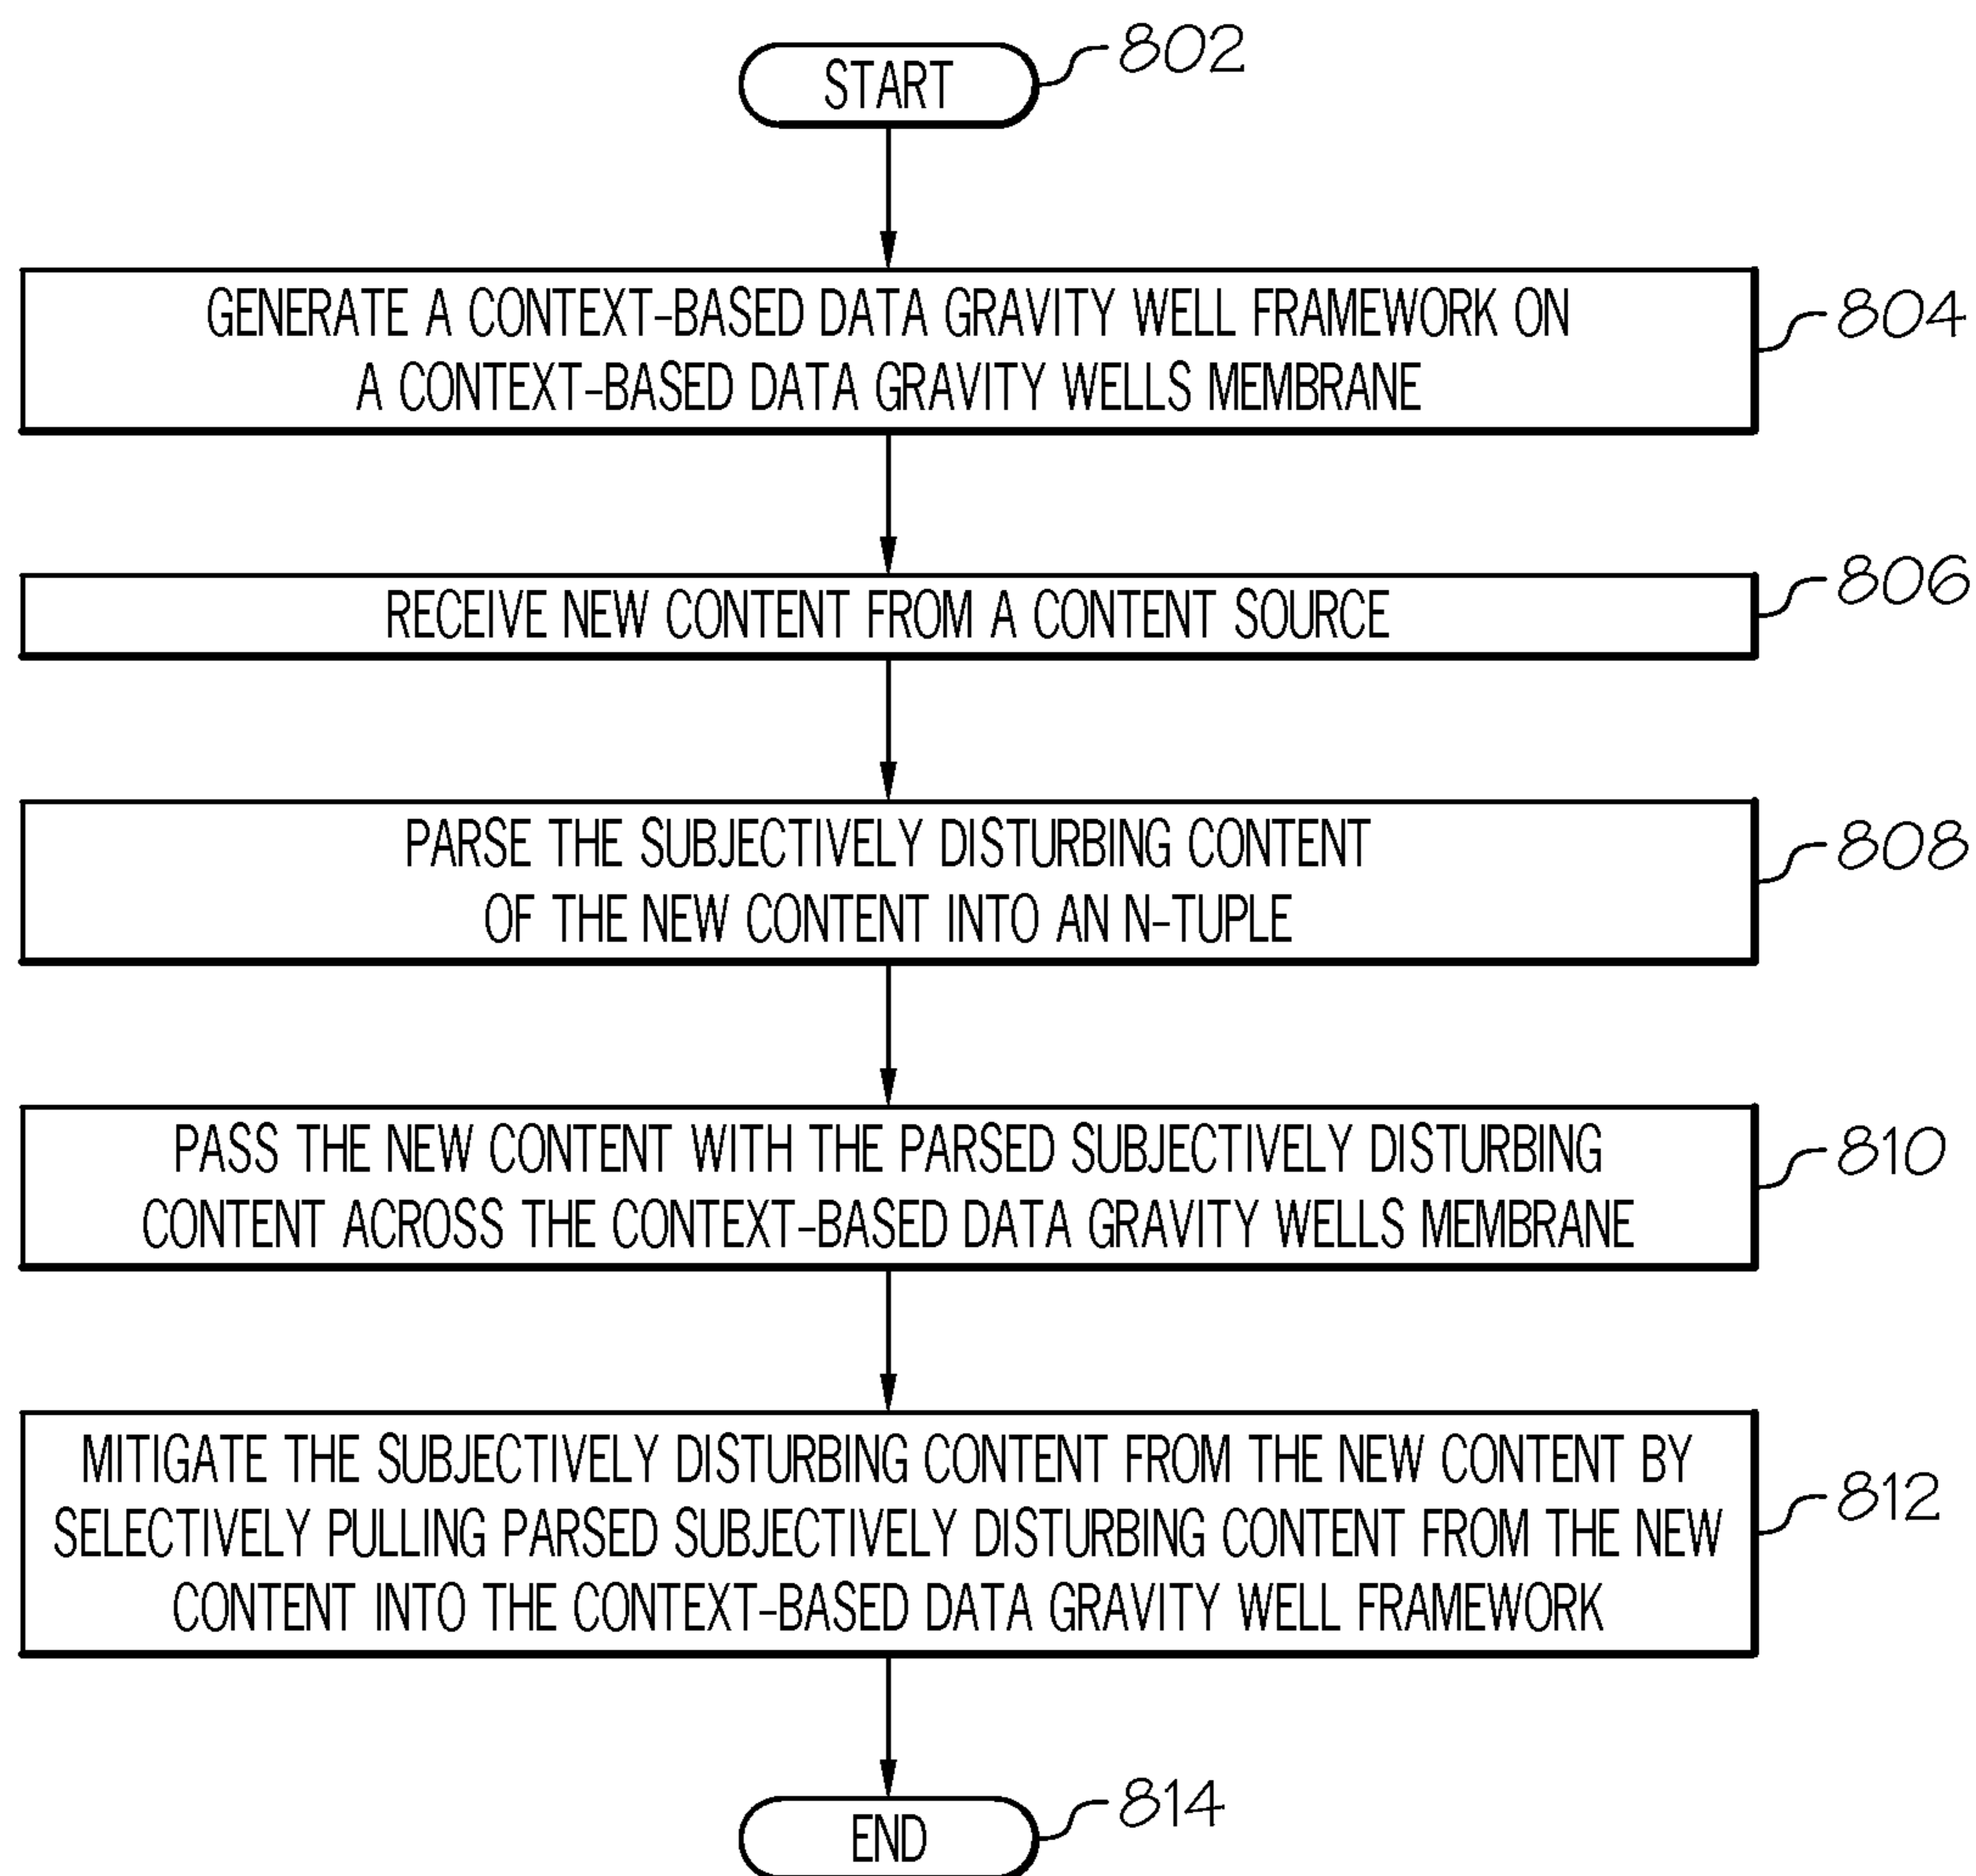 START
802
GENERATE A CONTEXT-BASED DATA GRAVITY WELL FRAMEWORK ON
A CONTEXT-BASED DATA GRAVITY WELLS MEMBRANE
804
RECEIVE NEW CONTENT FROM A CONTENT SOURCE
806
PARSE THE SUBJECTIVELY DISTURBING CONTENT
OF THE NEW CONTENT INTO AN N-TUPLE
808
PASS THE NEW CONTENT WITH THE PARSED SUBJECTIVELY DISTURBING
CONTENT ACROSS THE CONTEXT-BASED DATA GRAVITY WELLS MEMBRANE
810
MITIGATE THE SUBJECTIVELY DISTURBING CONTENT FROM THE NEW CONTENT BY
SELECTIVELY PULLING PARSED SUBJECTIVELY DISTURBING CONTENT FROM THE NEW
CONTENT INTO THE CONTEXT-BASED DATA GRAVITY WELL FRAMEWORK
812
END
814